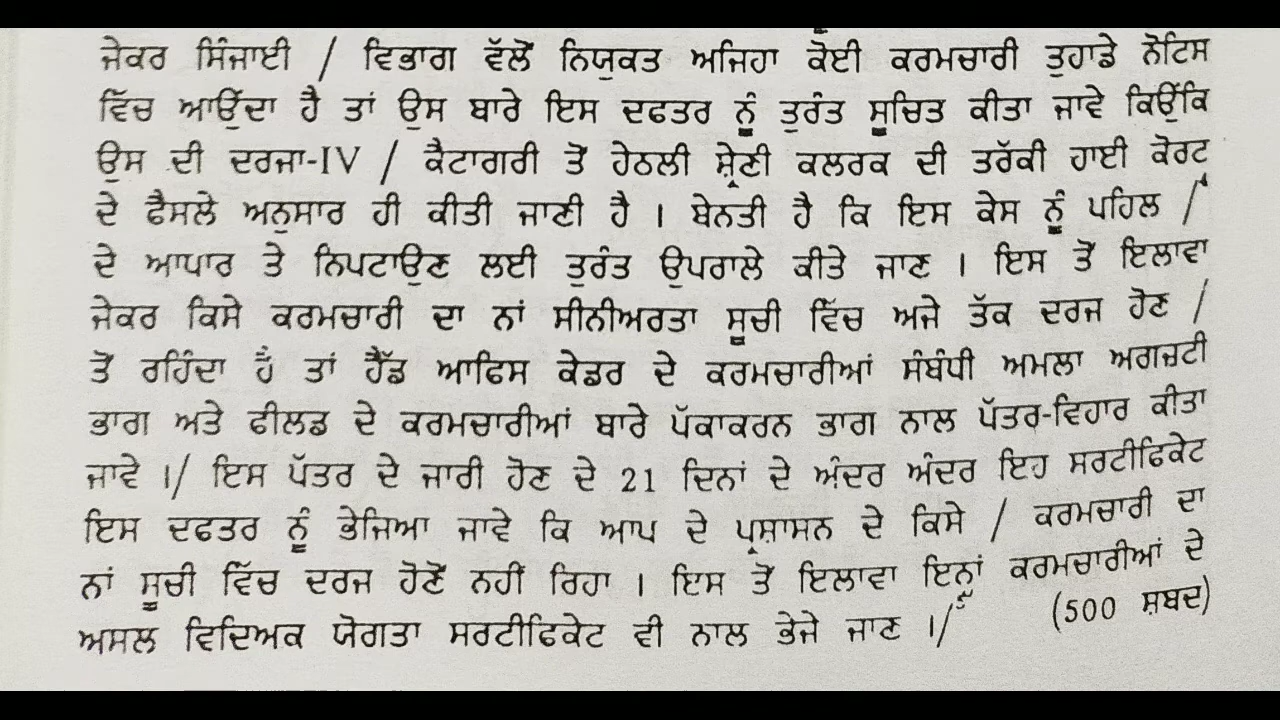 ਜੇਕਰ ਸਿੰਜਾਈ / ਵਿਭਾਗ ਵੱਲੋਂ ਨਿਯੁਕਤ ਅਜਿਹਾ ਕੋਈ ਕਰਮਚਾਰੀ ਤੁਹਾਡੇ ਨੋਟਿਸ
ਵਿੱਚ ਆਉਂਦਾ ਹੈ ਤਾਂ ਉਸ ਬਾਰੇ ਇਸ ਦਫਤਰ ਨੂੰ ਤੁਰੰਤ ਸੂਚਿਤ ਕੀਤਾ ਜਾਵੇ ਕਿਉਂਕਿ
ਉਸ ਦੀ ਦਰਜਾ-IV / ਕੈਟਾਗਰੀ ਤੋਂ ਹੇਠਲੀ ਸ਼੍ਰੇਣੀ ਕਲਰਕ ਦੀ ਤਰੱਕੀ ਹਾਈ ਕੋਰਟ
ਦੇ ਫੈਸਲੇ ਅਨੁਸਾਰ ਹੀ ਕੀਤੀ ਜਾਣੀ ਹੈ । ਬੇਨਤੀ ਹੈ ਕਿ ਇਸ ਕੇਸ ਨੂੰ ਪਹਿਲ /
ਦੇ ਆਪਾਰ ਤੇ ਨਿਪਟਾਉਣ ਲਈ ਤੁਰੰਤ ਉਪਰਾਲੇ ਕੀਤੇ ਜਾਣ । ਇਸ ਤੋਂ ਇਲਾਵਾ
ਜੇਕਰ ਕਿਸੇ ਕਰਮਚਾਰੀ ਦਾ ਨਾਂ ਸੀਨੀਅਰਤਾ ਸੂਚੀ ਵਿੱਚ ਅਜੇ ਤੱਕ ਦਰਜ ਹੋਣ /
ਤੋਂ ਰਹਿੰਦਾ ਹੈ ਤਾਂ ਹੈੱਡ ਆਫਿਸ ਕੇਡਰ ਦੇ ਕਰਮਚਾਰੀਆਂ ਸੰਬੰਧੀ ਅਮਲਾ ਅਗਜ਼ਟੀ
ਭਾਗ ਅਤੇ ਫੀਲਡ ਦੇ ਕਰਮਚਾਰੀਆਂ ਬਾਰੇ ਪੱਕਾਕਰਨ ਭਾਗ ਨਾਲ ਪੱਤਰ-ਵਿਹਾਰ ਕੀਤਾ
ਜਾਵੇ ।/ ਇਸ ਪੱਤਰ ਦੇ ਜਾਰੀ ਹੋਣ ਦੇ 21 ਦਿਨਾਂ ਦੇ ਅੰਦਰ ਅੰਦਰ ਇਹ ਸਰਟੀਫਿਕੇਟ
ਇਸ ਦਫਤਰ ਨੂੰ ਭੇਜਿਆ ਜਾਵੇ ਕਿ ਆਪ ਦੇ ਪ੍ਰਸ਼ਾਸਨ ਦੇ ਕਿਸੇ / ਕਰਮਚਾਰੀ ਦਾ
ਨਾਂ ਸੂਚੀ ਵਿੱਚ ਦਰਜ ਹੋਣੋਂ ਨਹੀਂ ਰਿਹਾ । ਇਸ ਤੋਂ ਇਲਾਵਾ ਇਨ੍ਹਾਂ ਕਰਮਚਾਰੀਆਂ ਦੇ
ਅਸਲ ਵਿਦਿਅਕ ਯੋਗਤਾ ਸਰਟੀਫਿਕੇਟ ਵੀ ਨਾਲ ਭੇਜੇ ਜਾਣ ।/ (500 ਸ਼ਬਦ)